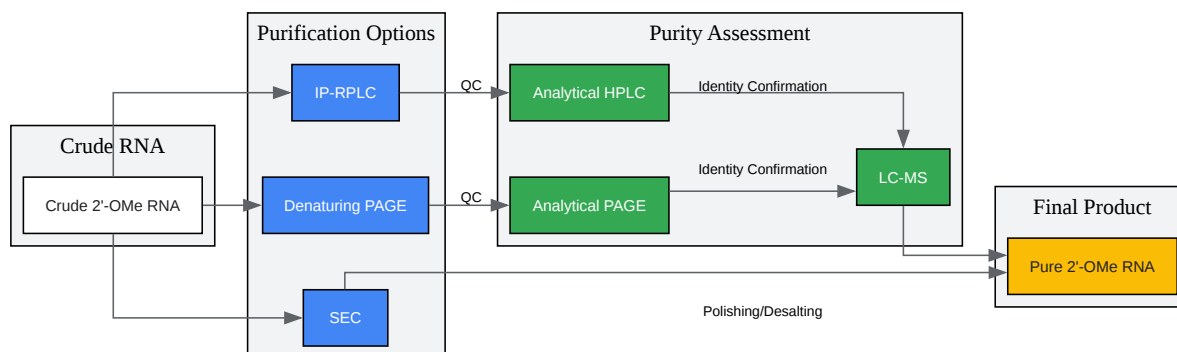 Purification Options
Purity Assessment
IP-RPLC
QC
Analytical HPLC
Identity Confirmation
Crude RNA
Crude 2'-OMe RNA
Denaturing PAGE
QC
Analytical PAGE
Identity Confirmation
LC-MS
Final Product
Pure 2'-OMe RNA
SEC
Polishing/Desalting